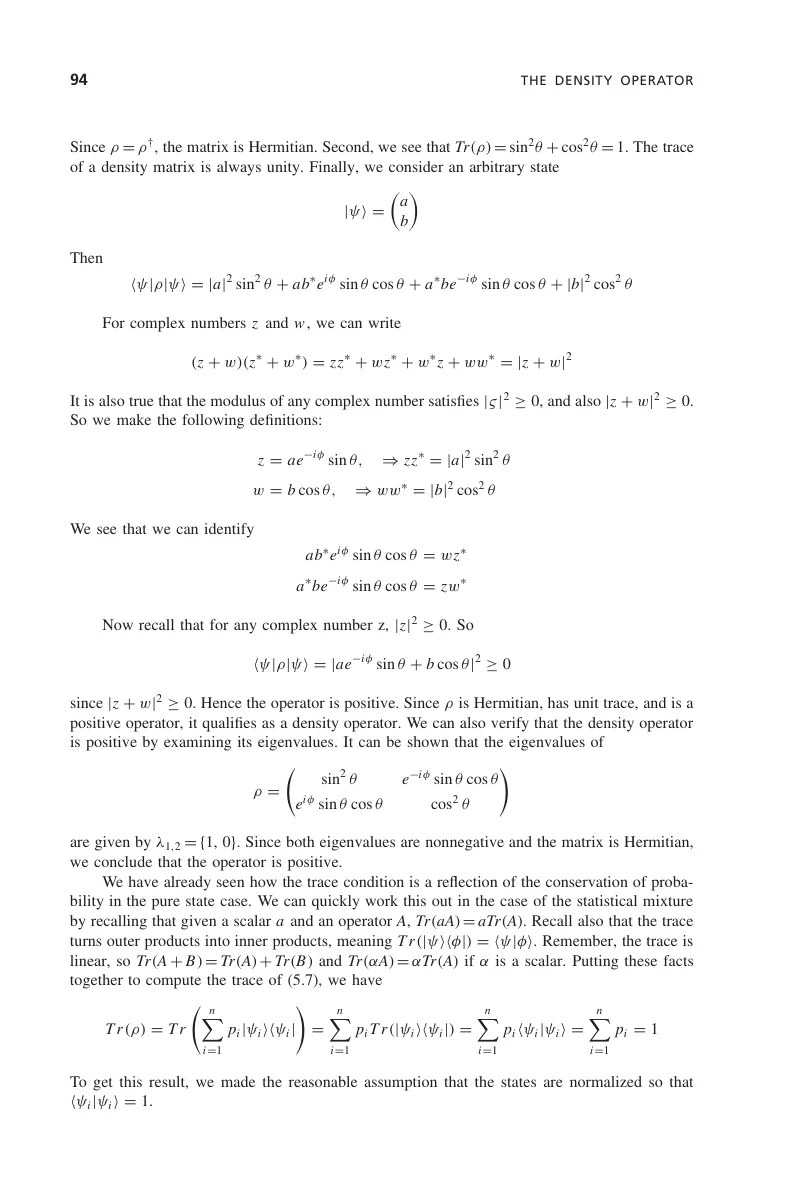 94 THE DENSITY OPERATOR
Since ρ = ρ†, the matrix is Hermitian. Second, we see that Tr(ρ) = sin²θ + cos²θ = 1. The trace
of a density matrix is always unity. Finally, we consider an arbitrary state
|ψ⟩ = (a
b)
Then
⟨ψ|ρ|ψ⟩ = |a|² sin² θ + ab*e^{iϕ} sin θ cos θ + a*be^{−iϕ} sin θ cos θ + |b|² cos² θ
For complex numbers z and w, we can write
(z + w)(z* + w*) = zz* + wz* + w*z + ww* = |z + w|²
It is also true that the modulus of any complex number satisfies |ς|² ≥ 0, and also |z + w|² ≥ 0.
So we make the following definitions:
z = ae^{−iϕ} sin θ, ⇒ zz* = |a|² sin² θ
w = b cos θ, ⇒ ww* = |b|² cos² θ
We see that we can identify
ab*e^{iϕ} sin θ cos θ = wz*
a*be^{−iϕ} sin θ cos θ = zw*
Now recall that for any complex number z, |z|² ≥ 0. So
⟨ψ|ρ|ψ⟩ = |ae^{−iϕ} sin θ + b cos θ|² ≥ 0
since |z + w|² ≥ 0. Hence the operator is positive. Since ρ is Hermitian, has unit trace, and is a
positive operator, it qualifies as a density operator. We can also verify that the density operator
is positive by examining its eigenvalues. It can be shown that the eigenvalues of
ρ = (sin² θ e^{−iϕ} sin θ cos θ
e^{iϕ} sin θ cos θ cos² θ)
are given by λ₁,₂ = {1, 0}. Since both eigenvalues are nonnegative and the matrix is Hermitian,
we conclude that the operator is positive.
We have already seen how the trace condition is a reflection of the conservation of proba-
bility in the pure state case. We can quickly work this out in the case of the statistical mixture
by recalling that given a scalar a and an operator A, Tr(aA) = aTr(A). Recall also that the trace
turns outer products into inner products, meaning Tr(|ψ⟩⟨ϕ|) = ⟨ψ|ϕ⟩. Remember, the trace is
linear, so Tr(A + B) = Tr(A) + Tr(B) and Tr(αA) = αTr(A) if α is a scalar. Putting these facts
together to compute the trace of (5.7), we have
Tr(ρ) = Tr (∑_{i=1}^{n} p_i|ψ_i⟩⟨ψ_i|) = ∑_{i=1}^{n} p_i Tr(|ψ_i⟩⟨ψ_i|) = ∑_{i=1}^{n} p_i⟨ψ_i|ψ_i⟩ = ∑_{i=1}^{n} p_i = 1
To get this result, we made the reasonable assumption that the states are normalized so that
⟨ψ_i|ψ_i⟩ = 1.